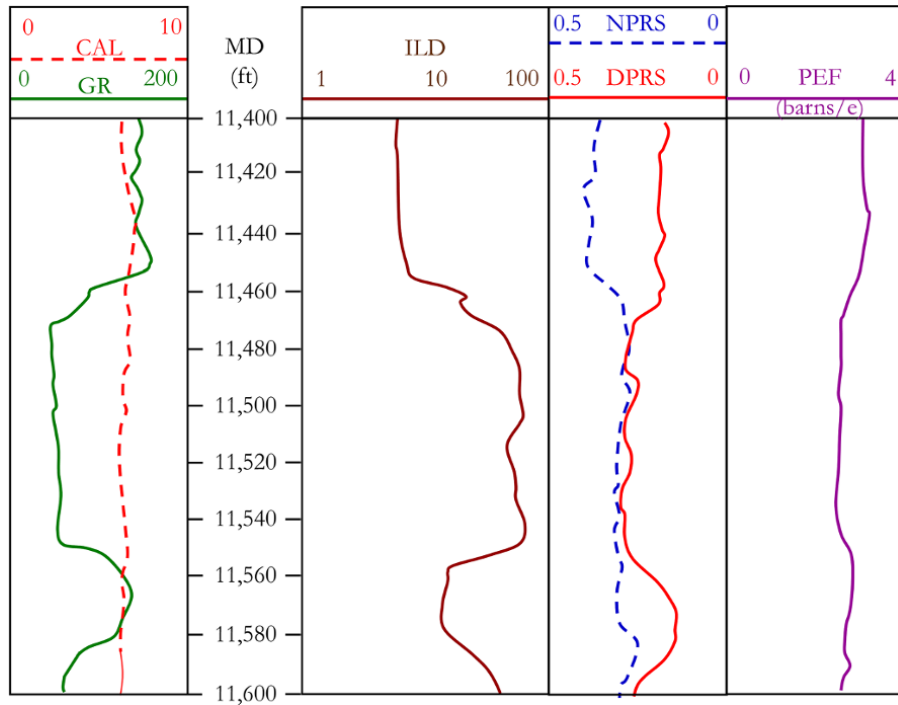 0 10
CAL
0 200
GR
MD
(ft)
ILD
1 10 100
0.5 NPRS 0
0.5 DPRS 0
0 PEF 4
(barns/e)
11,400
11,420
11,440
11,460
11,480
11,500
11,520
11,540
11,560
11,580
11,600